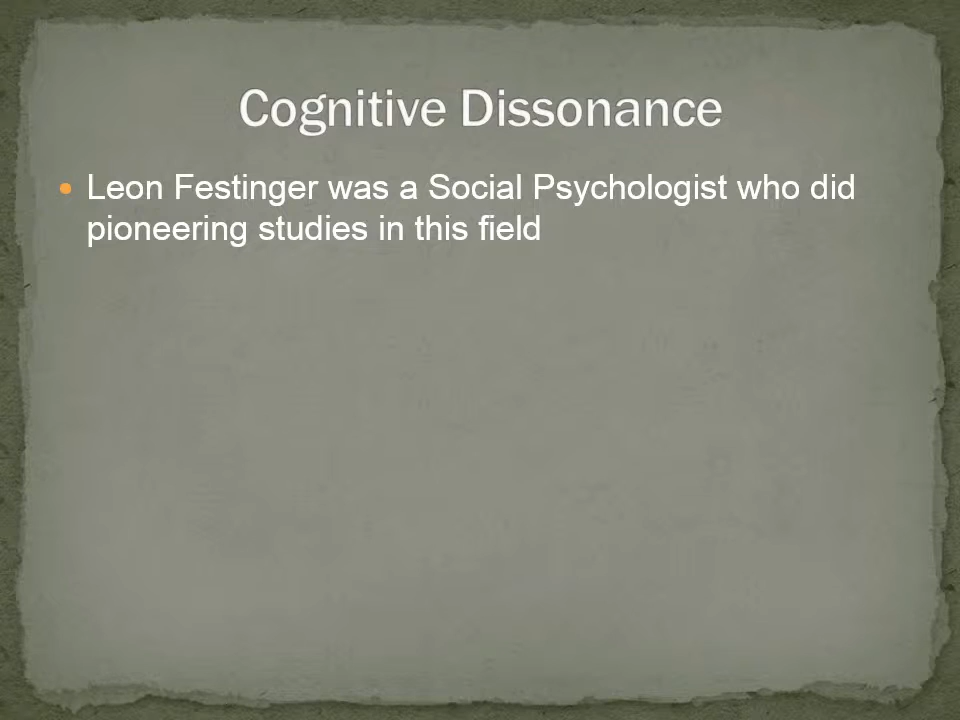 Cognitive Dissonance
Leon Festinger was a Social Psychologist who did
pioneering studies in this field